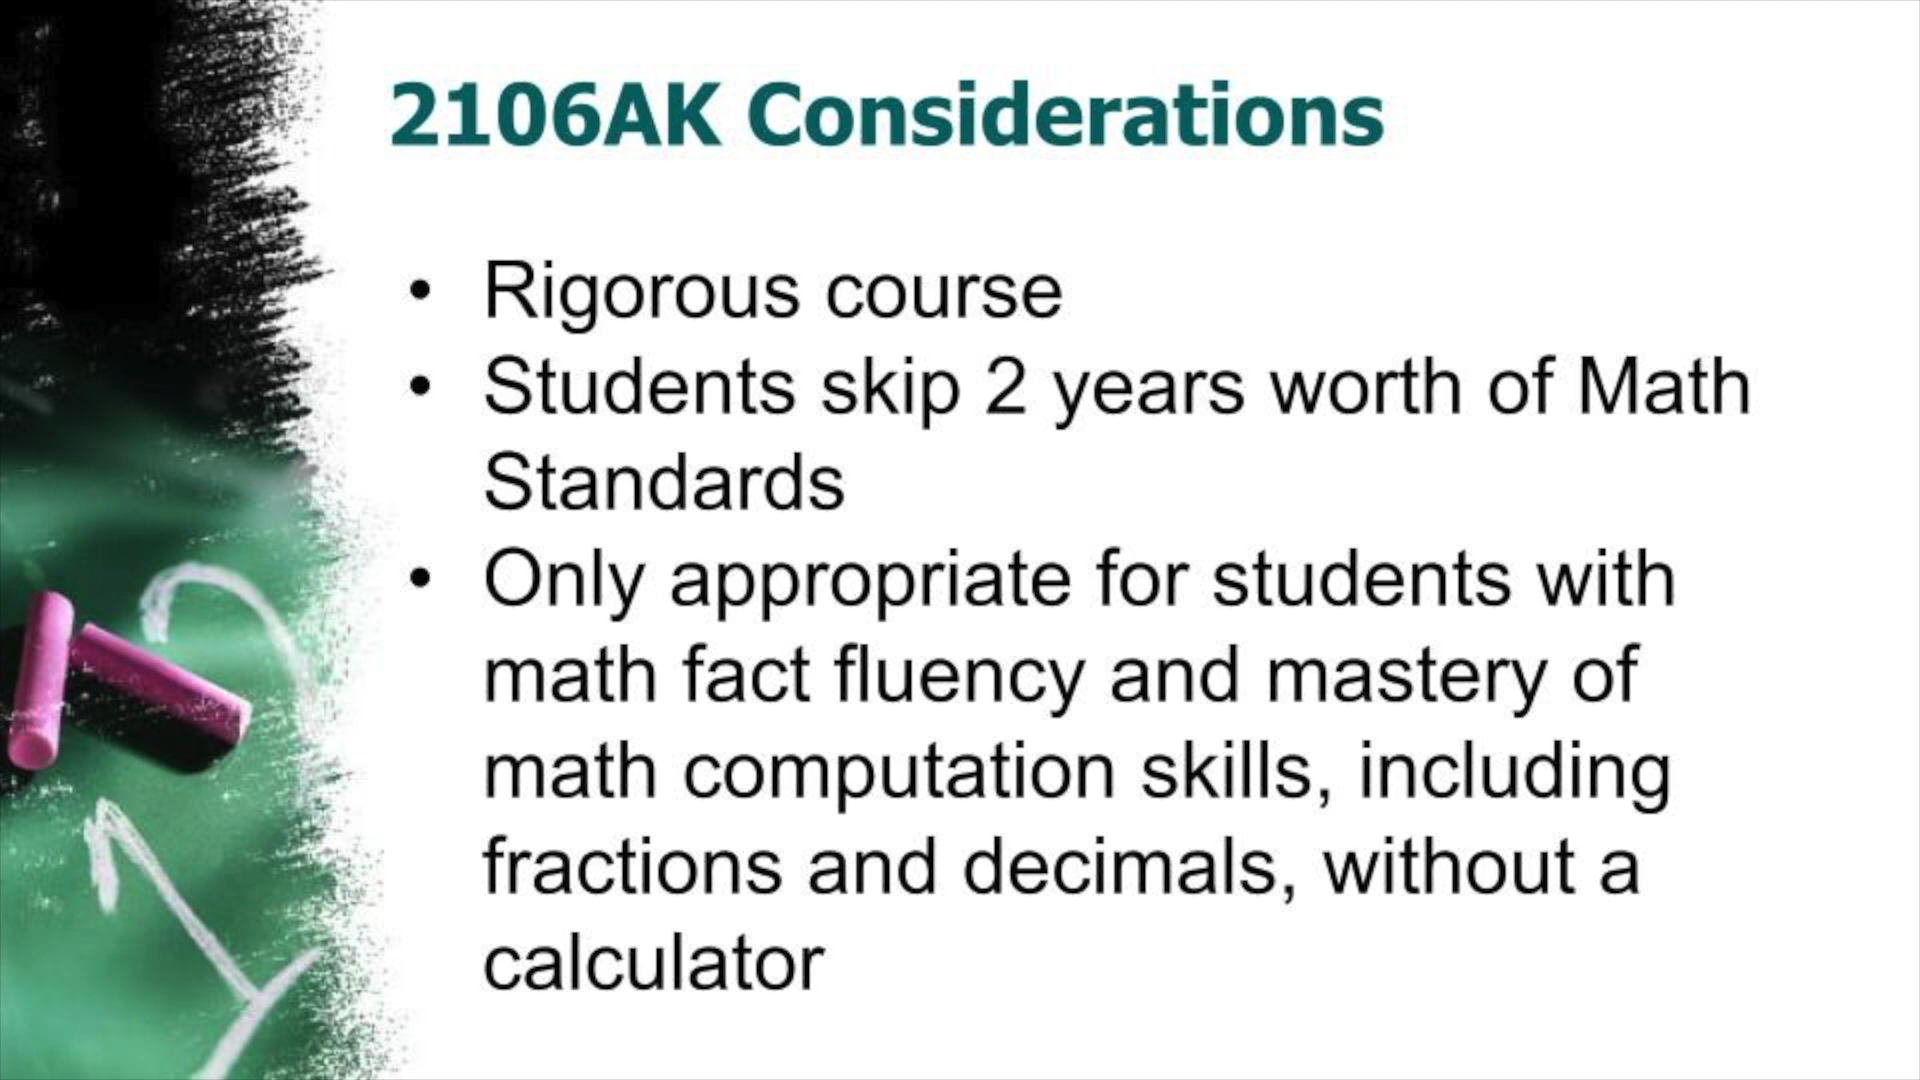 2106AK Considerations
• Rigorous course
• Students skip 2 years worth of Math
Standards
• Only appropriate for students with
math fact fluency and mastery of
math computation skills, including
fractions and decimals, without a
calculator